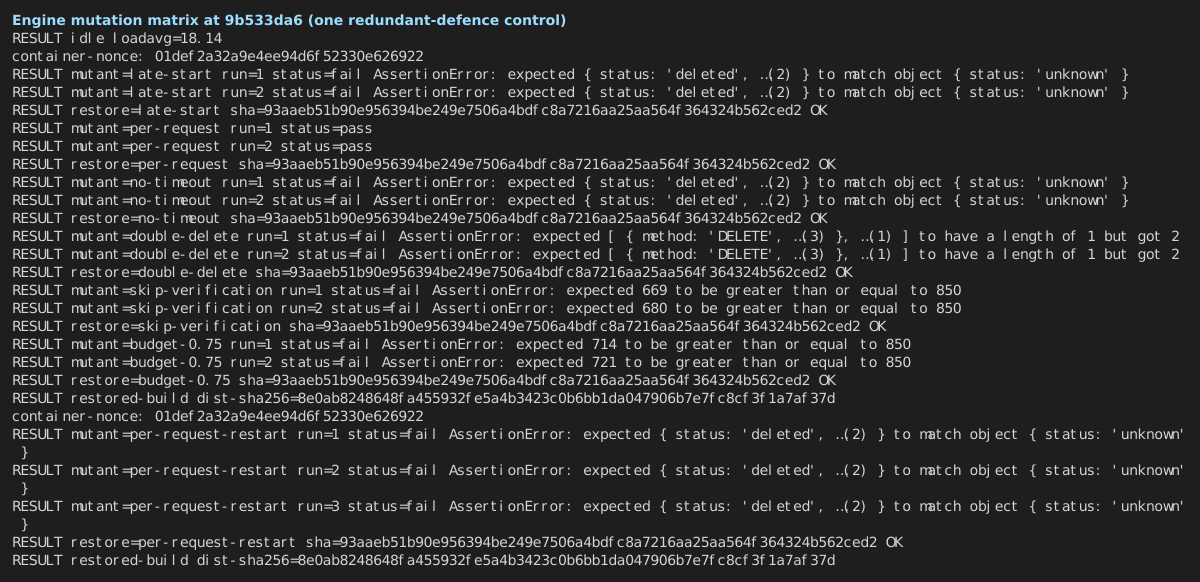 Engine mutation matrix at 9b533da6 (one redundant-defence control)
RESULT idle loadavg=18.14
container-nonce: 01def2a32a9e4ee94d6f52330e626922
RESULT mutant=late-start run=1 status=fail AssertionError: expected { status: 'deleted', ..(2) } to match object { status: 'unknown' }
RESULT mutant=late-start run=2 status=fail AssertionError: expected { status: 'deleted', ..(2) } to match object { status: 'unknown' }
RESULT restore=late-start sha=93aaeb51b90e956394be249e7506a4bdfc8a7216aa25aa564f364324b562ced2 OK
RESULT mutant=per-request run=1 status=pass
RESULT mutant=per-request run=2 status=pass
RESULT restore=per-request sha=93aaeb51b90e956394be249e7506a4bdfc8a7216aa25aa564f364324b562ced2 OK
RESULT mutant=no-timeout run=1 status=fail AssertionError: expected { status: 'deleted', ..(2) } to match object { status: 'unknown' }
RESULT mutant=no-timeout run=2 status=fail AssertionError: expected { status: 'deleted', ..(2) } to match object { status: 'unknown' }
RESULT restore=no-timeout sha=93aaeb51b90e956394be249e7506a4bdfc8a7216aa25aa564f364324b562ced2 OK
RESULT mutant=double-delete run=1 status=fail AssertionError: expected [ { method: 'DELETE', ..(3) }, ..(1) ] to have a length of 1 but got 2
RESULT mutant=double-delete run=2 status=fail AssertionError: expected [ { method: 'DELETE', ..(3) }, ..(1) ] to have a length of 1 but got 2
RESULT restore=double-delete sha=93aaeb51b90e956394be249e7506a4bdfc8a7216aa25aa564f364324b562ced2 OK
RESULT mutant=skip-verification run=1 status=fail AssertionError: expected 669 to be greater than or equal to 850
RESULT mutant=skip-verification run=2 status=fail AssertionError: expected 680 to be greater than or equal to 850
RESULT restore=skip-verification sha=93aaeb51b90e956394be249e7506a4bdfc8a7216aa25aa564f364324b562ced2 OK
RESULT mutant=budget-0.75 run=1 status=fail AssertionError: expected 714 to be greater than or equal to 850
RESULT mutant=budget-0.75 run=2 status=fail AssertionError: expected 721 to be greater than or equal to 850
RESULT restore=budget-0.75 sha=93aaeb51b90e956394be249e7506a4bdfc8a7216aa25aa564f364324b562ced2 OK
RESULT restored-build dist-sha256=8e0ab8248648fa455932fe5a4b3423c0b6bb1da047906b7e7fc8cf3f1a7af37d
container-nonce: 01def2a32a9e4ee94d6f52330e626922
RESULT mutant=per-request-restart run=1 status=fail AssertionError: expected { status: 'deleted', ..(2) } to match object { status: 'unknown'
}
RESULT mutant=per-request-restart run=2 status=fail AssertionError: expected { status: 'deleted', ..(2) } to match object { status: 'unknown'
}
RESULT mutant=per-request-restart run=3 status=fail AssertionError: expected { status: 'deleted', ..(2) } to match object { status: 'unknown'
}
RESULT restored=per-request-restart sha=93aaeb51b90e956394be249e7506a4bdfc8a7216aa25aa564f364324b562ced2 OK
RESULT restored-build dist-sha256=8e0ab8248648fa455932fe5a4b3423c0b6bb1da047906b7e7fc8cf3f1a7af37d